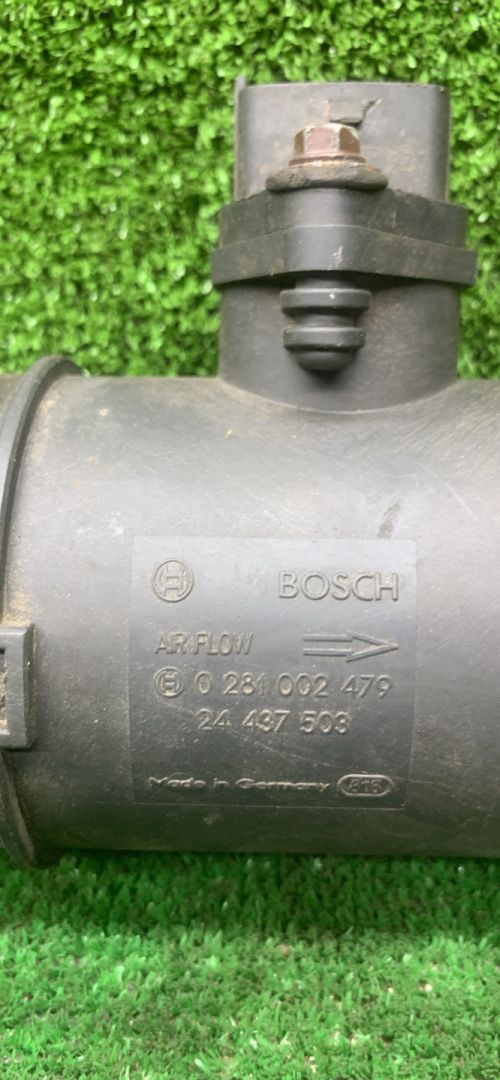 BOSCH
AIR FLOW
0 281 002 479
24 437 503
Made in Germany